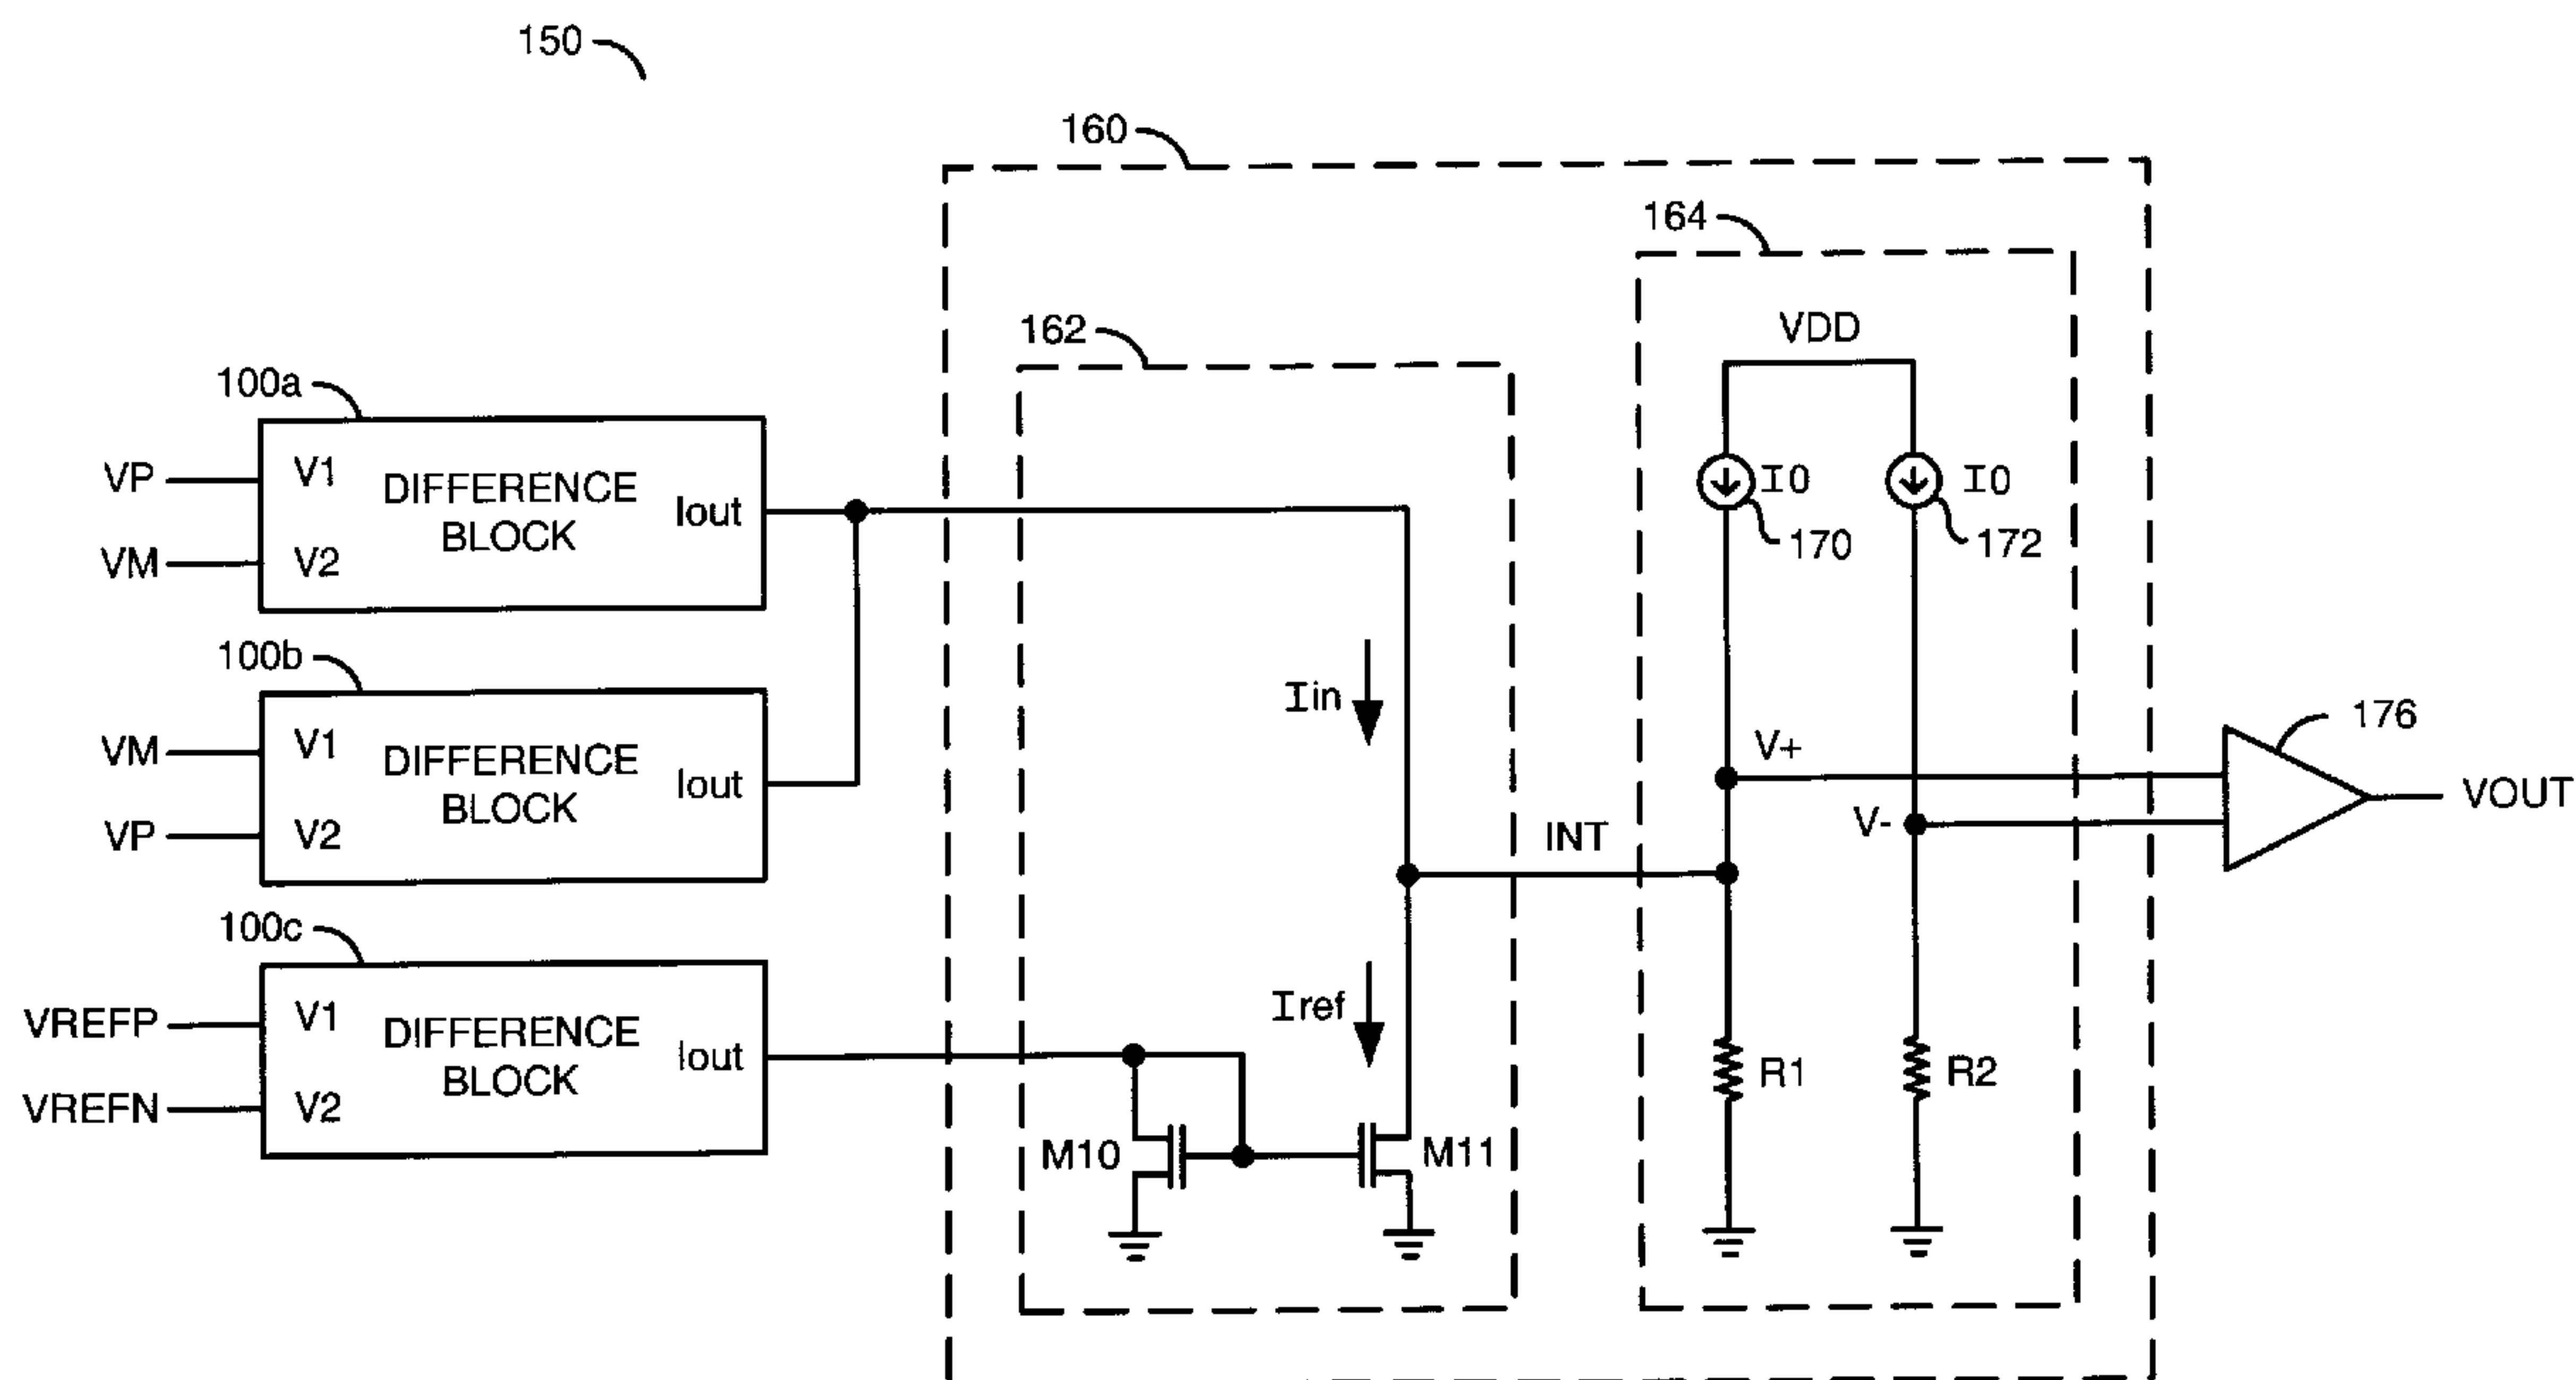 150
160
164
162
VDD
100a
VP
V1
DIFFERENCE
BLOCK
Iout
VM
V2
I0
I0
170
172
100b
VM
V1
DIFFERENCE
BLOCK
Iout
VP
V2
Iin
V+
V-
176
VOUT
INT
100c
VREFP
V1
DIFFERENCE
BLOCK
Iout
VREFN
V2
Iref
M10
M11
R1
R2